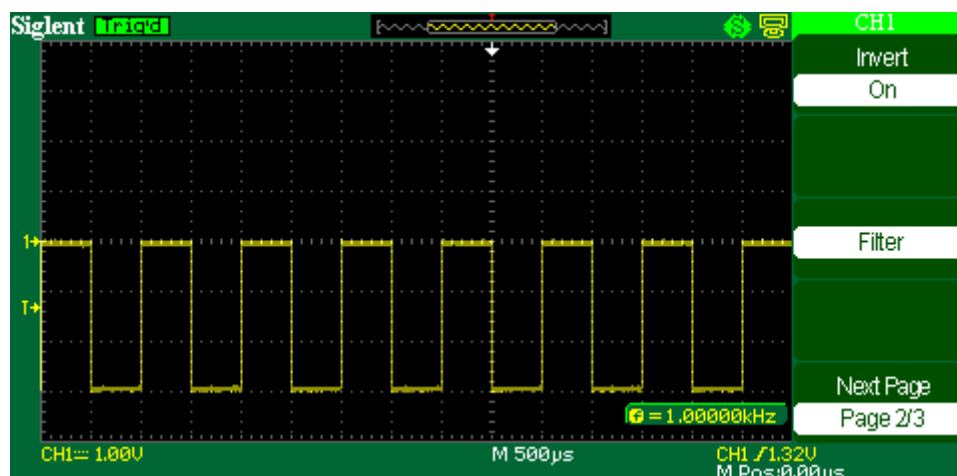 Siglent Trig'd
CH1
Invert
On
Filter
Next Page
Page 2/3
1
T
f = 1.00000kHz
CH1 1.00V M 500µs CH1 /1.32V
M Pos:0.00µs